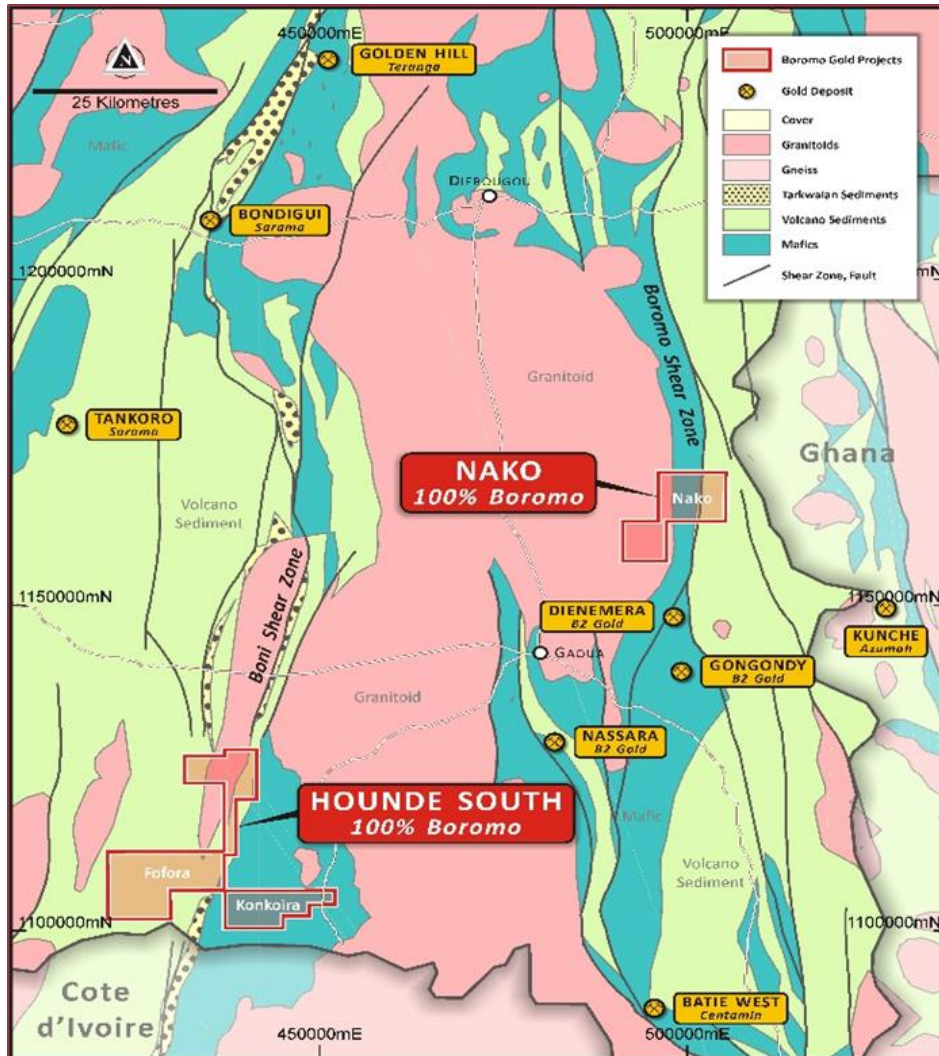 450000mE
500000mE
N
25 Kilometres
GOLDEN HILL
Teranga
Boromo Gold Projects
Gold Deposit
Cover
Granitoids
Gneiss
Tarkwaian Sediments
Volcano Sediments
Mafics
Shear Zone, Fault
Mafic
Granitoid
DIEBOUGOU
BONDIGUI
Sarama
1200000mN
1200000mN
Boromo Shear Zone
Granitoid
TANKORO
Sarama
Ghana
NAKO
100% Boromo
Nako
Volcano
Sediment
Boni Shear Zone
1150000mN
1150000mN
DIENEMERA
B2 Gold
KUNCHE
Azumah
GAOUA
GONGONDY
B2 Gold
Granitoid
NASSARA
B2 Gold
HOUNDE SOUTH
100% Boromo
Mafic
Fofora
Volcano
Sediment
Konkoira
1100000mN
1100000mN
Cote
d'Ivoire
BATIE WEST
Centamin
450000mE
500000mE